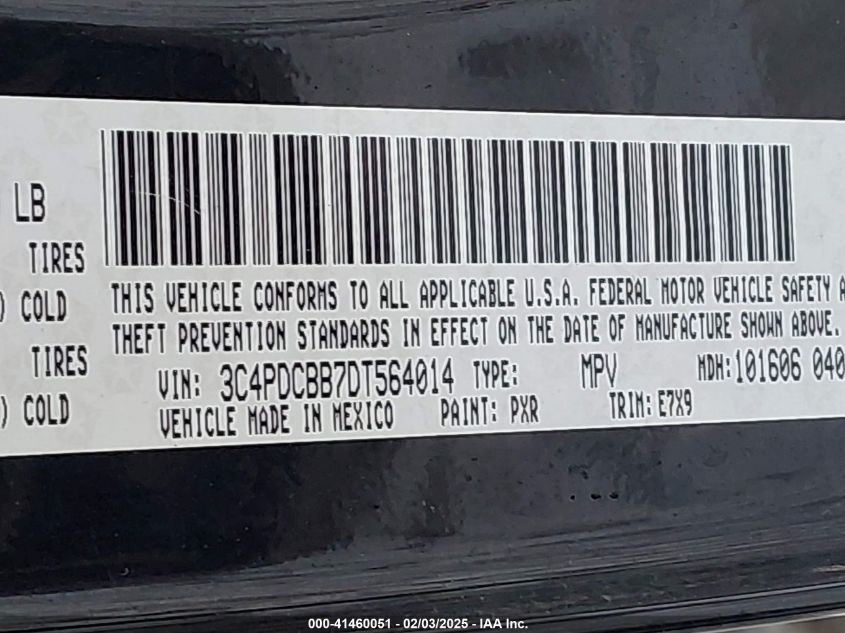 LB
TIRES
) COLD
TIRES
) COLD
THIS VEHICLE CONFORMS TO ALL APPLICABLE U.S.A. FEDERAL MOTOR VEHICLE SAFETY A
THEFT PREVENTION STANDARDS IN EFFECT ON THE DATE OF MANUFACTURE SHOWN ABOVE.
VIN: 3C4PDCBB7DT564014 TYPE: MPV MDH:101606 040
VEHICLE MADE IN MEXICO PAINT: PXR TRIM: E7X9
000-41460051 - 02/03/2025 - IAA Inc.